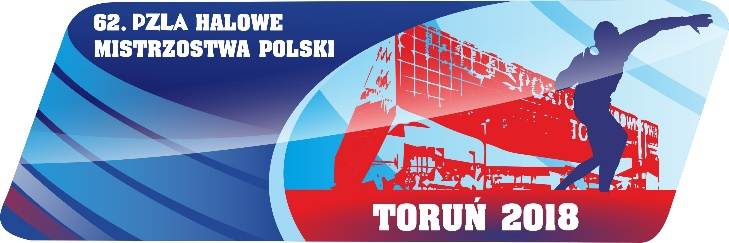 62. PZLA HALOWE
MISTRZOSTWA POLSKI
TORUŃ 2018